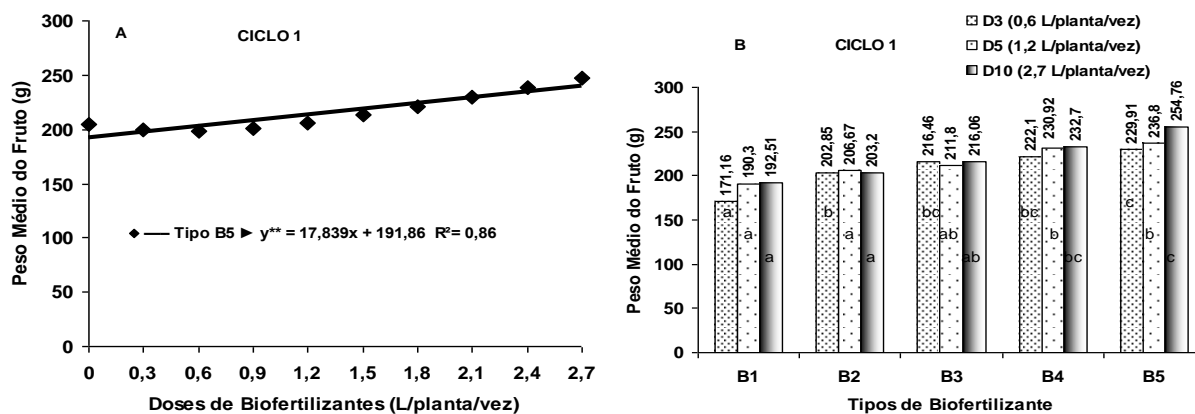 A CICLO 1
Peso Médio do Fruto (g)
300
250
200
150
100
50
0
Tipo B5 ► y** = 17,839x + 191,86 R²= 0,86
0 0,3 0,6 0,9 1,2 1,5 1,8 2,1 2,4 2,7
Doses de Biofertilizantes (L/planta/vez)
B CICLO 1
D3 (0,6 L/planta/vez)
D5 (1,2 L/planta/vez)
D10 (2,7 L/planta/vez)
Peso Médio do Fruto (g)
300
250
200
150
100
50
0
171,16 190,3 192,51 202,85 206,67 203,2 216,46 211,8 216,06 222,1 230,92 232,7 229,91 236,8 254,76
a a a b a a bc ab ab bc b bc c b c
B1 B2 B3 B4 B5
Tipos de Biofertilizante